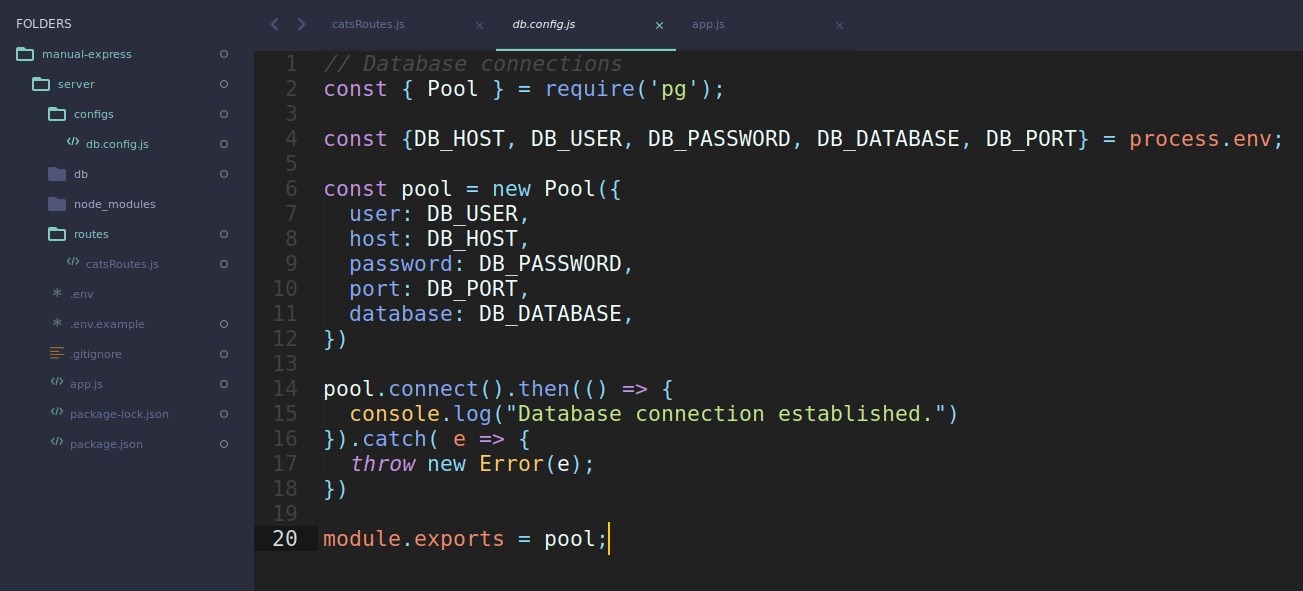 FOLDERS
manual-express
server
configs
db.config.js
db
node_modules
routes
catsRoutes.js
.env
.env.example
.gitignore
app.js
package-lock.json
package.json
catsRoutes.js × db.config.js × app.js ×
1 // Database connections
2 const { Pool } = require('pg');
3
4 const {DB_HOST, DB_USER, DB_PASSWORD, DB_DATABASE, DB_PORT} = process.env;
5
6 const pool = new Pool({
7   user: DB_USER,
8   host: DB_HOST,
9   password: DB_PASSWORD,
10   port: DB_PORT,
11   database: DB_DATABASE,
12 })
13
14 pool.connect().then(() => {
15   console.log("Database connection established.")
16 }).catch( e => {
17   throw new Error(e);
18 })
19
20 module.exports = pool;